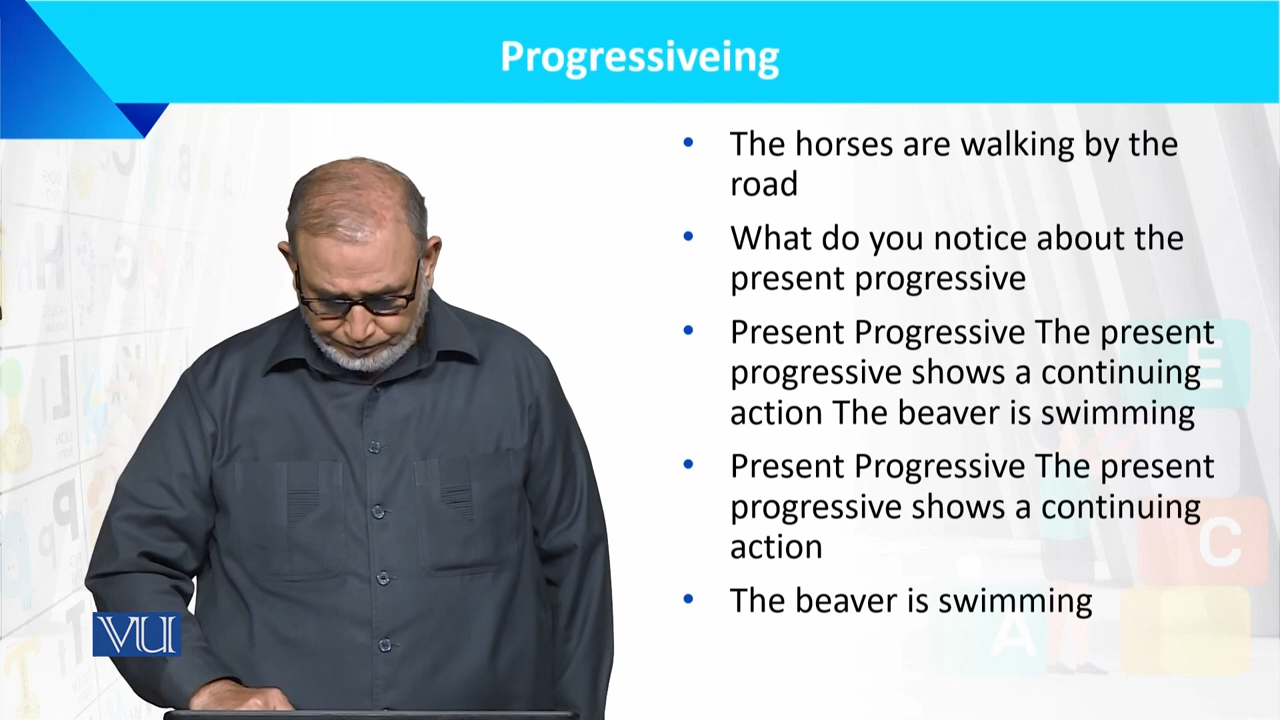 Progressiveing
• The horses are walking by the
road
• What do you notice about the
present progressive
• Present Progressive The present
progressive shows a continuing
action The beaver is swimming
• Present Progressive The present
progressive shows a continuing
action
• The beaver is swimming
VU
E
C
A